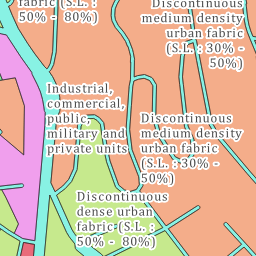 fabric (S.L. :
50% -  80%)
Discontinuous
medium density
urban fabric
(S.L. : 30% -
50%)
Industrial,
commercial,
public,
military and
private units
Discontinuous
medium density
urban fabric
(S.L. : 30% -
50%)
Discontinuous
dense urban
fabric (S.L. :
50% -  80%)